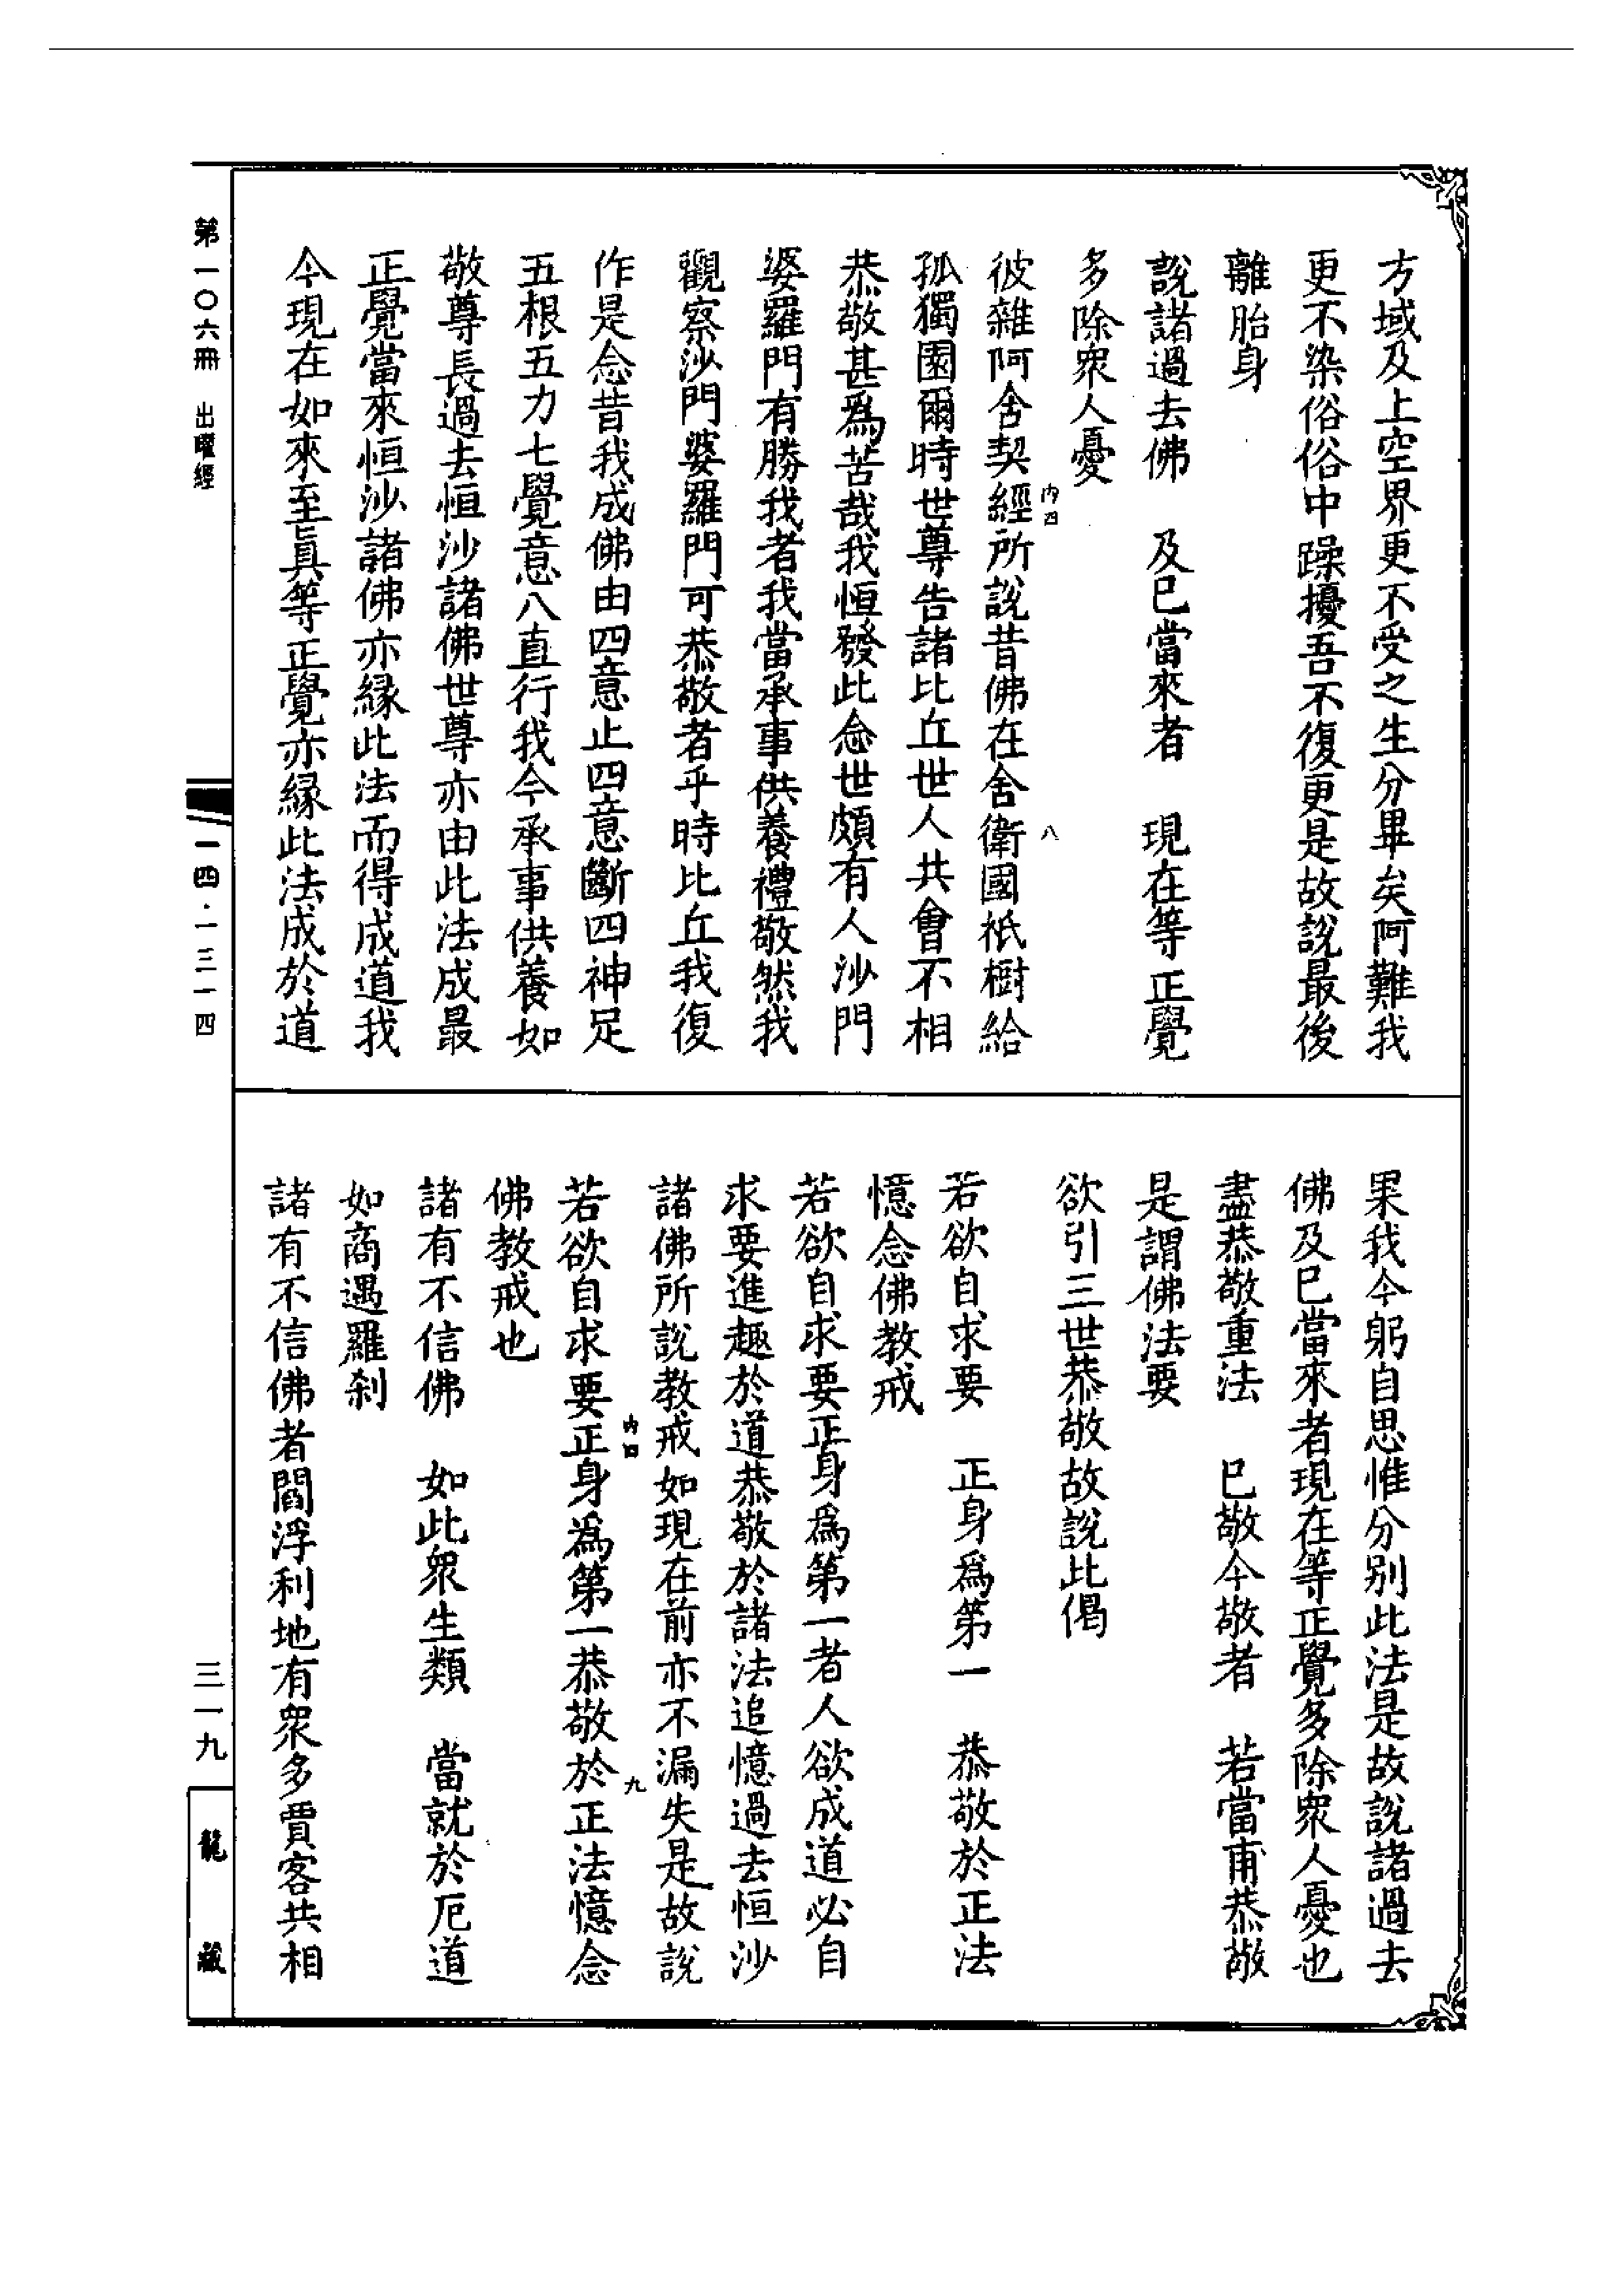 方域及上空界更不受之生分畢矣阿難我
更不染俗俗中躁擾吾不復更是故說最後
離胎身
說諸過去佛　及已當來者　現在等正覺
多除衆人憂
彼雜阿含契經所說昔佛在舍衛國祇樹給
内四
八
孤獨園爾時世尊告諸比丘世人共會不相
恭敬甚爲苦哉我恒發此念世頗有人沙門
婆羅門有勝我者我當承事供養禮敬然我
觀察沙門婆羅門可恭敬者乎時比丘我復
作是念昔我成佛由四意止四意斷四神足
五根五力七覺意八直行我今承事供養如
敬尊長過去恒沙諸佛世尊亦由此法成最
正覺當來恒沙諸佛亦緣此法而得成道我
今現在如來至眞等正覺亦緣此法成於道
果我今躬自思惟分别此法是故說諸過去
佛及已當來者現在等正覺多除衆人憂也
盡恭敬重法　已敬今敬者　若當甫恭敬
是謂佛法要
欲引三世恭敬故說此偈
若欲自求要　正身爲第一　恭敬於正法
憶念佛教戒
若欲自求要正身爲第一者人欲成道必自
求要進趣於道恭敬於諸法追憶過去恒沙
諸佛所說教戒如現在前亦不漏失是故說
内四
九
若欲自求要正身爲第一恭敬於正法憶念
佛教戒也
諸有不信佛　如此衆生類　當就於厄道
如商遇羅剎
諸有不信佛者閻浮利地有衆多賈客共相
第一〇六冊　出曜經
一四·一三一四
三一九
龍藏